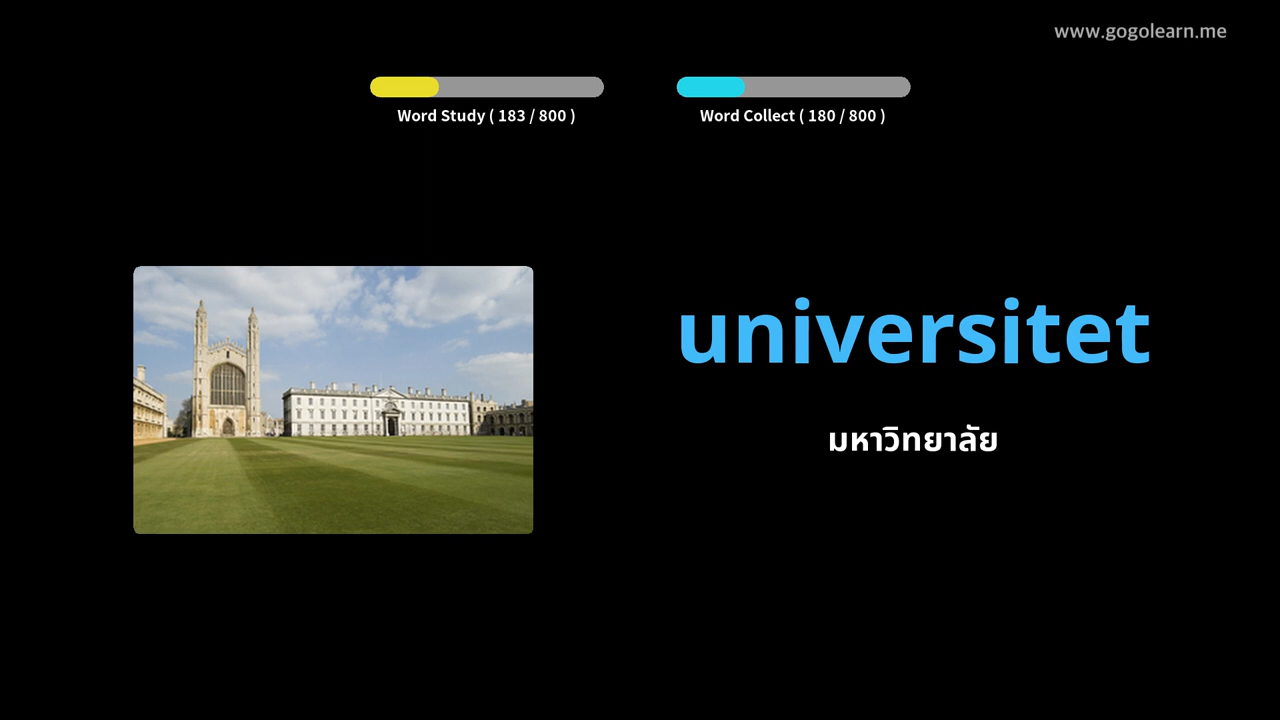 www.gogolearn.me
Word Study ( 183 / 800 )
Word Collect ( 180 / 800 )
universitet
มหาวิทยาลัย